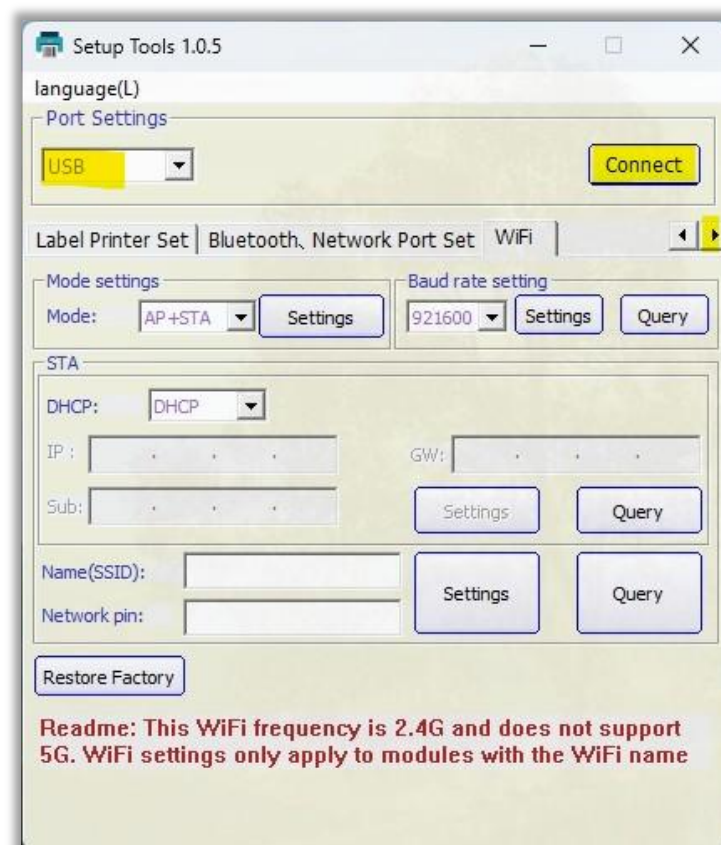 Setup Tools 1.0.5
language(L)
Port Settings
USB
Connect
Label Printer Set
Bluetooth、Network Port Set
WiFi
Mode settings
Mode:
AP+STA
Settings
Baud rate setting
921600
Settings
Query
STA
DHCP:
DHCP
IP :
GW:
Sub:
Settings
Query
Name(SSID):
Network pin:
Settings
Query
Restore Factory
Readme: This WiFi frequency is 2.4G and does not support
5G. WiFi settings only apply to modules with the WiFi name